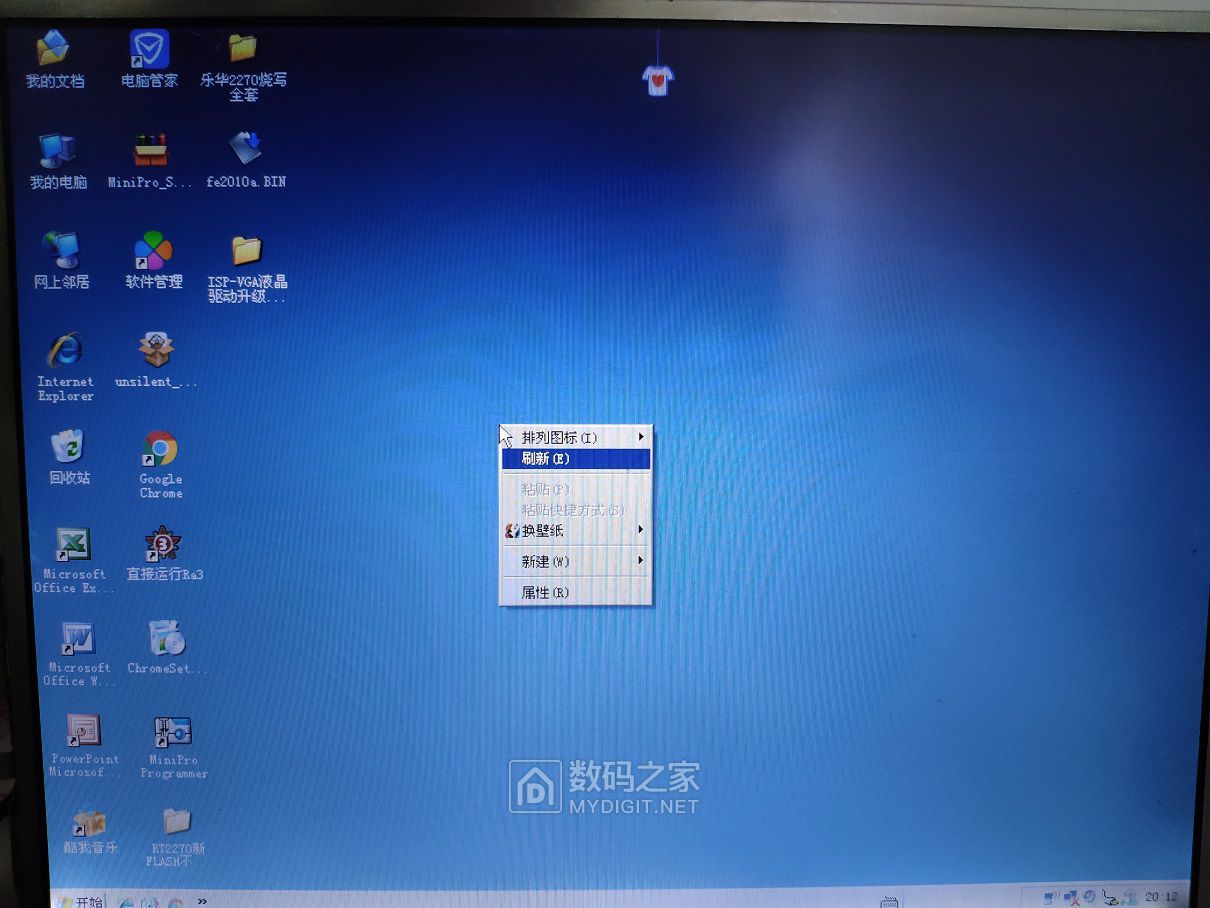 我的文档
电脑管家
乐华2270烧写
全套
我的电脑
MiniPro_S...
fe2010a.BIN
网上邻居
软件管理
ISP-VGA液晶
驱动升级...
Internet
Explorer
unsilent_...
回收站
Google
Chrome
Microsoft
Office Ex...
直接运行Ra3
Microsoft
Office W...
ChromeSet...
PowerPoint
Microsof...
MiniPro
Programmer
酷我音乐
RT2270新
FLASH不...
排列图标(I)
刷新(E)
粘贴(P)
粘贴快捷方式(S)
换壁纸
新建(W)
属性(R)
数码之家
MYDIGIT.NET
开始
20:12